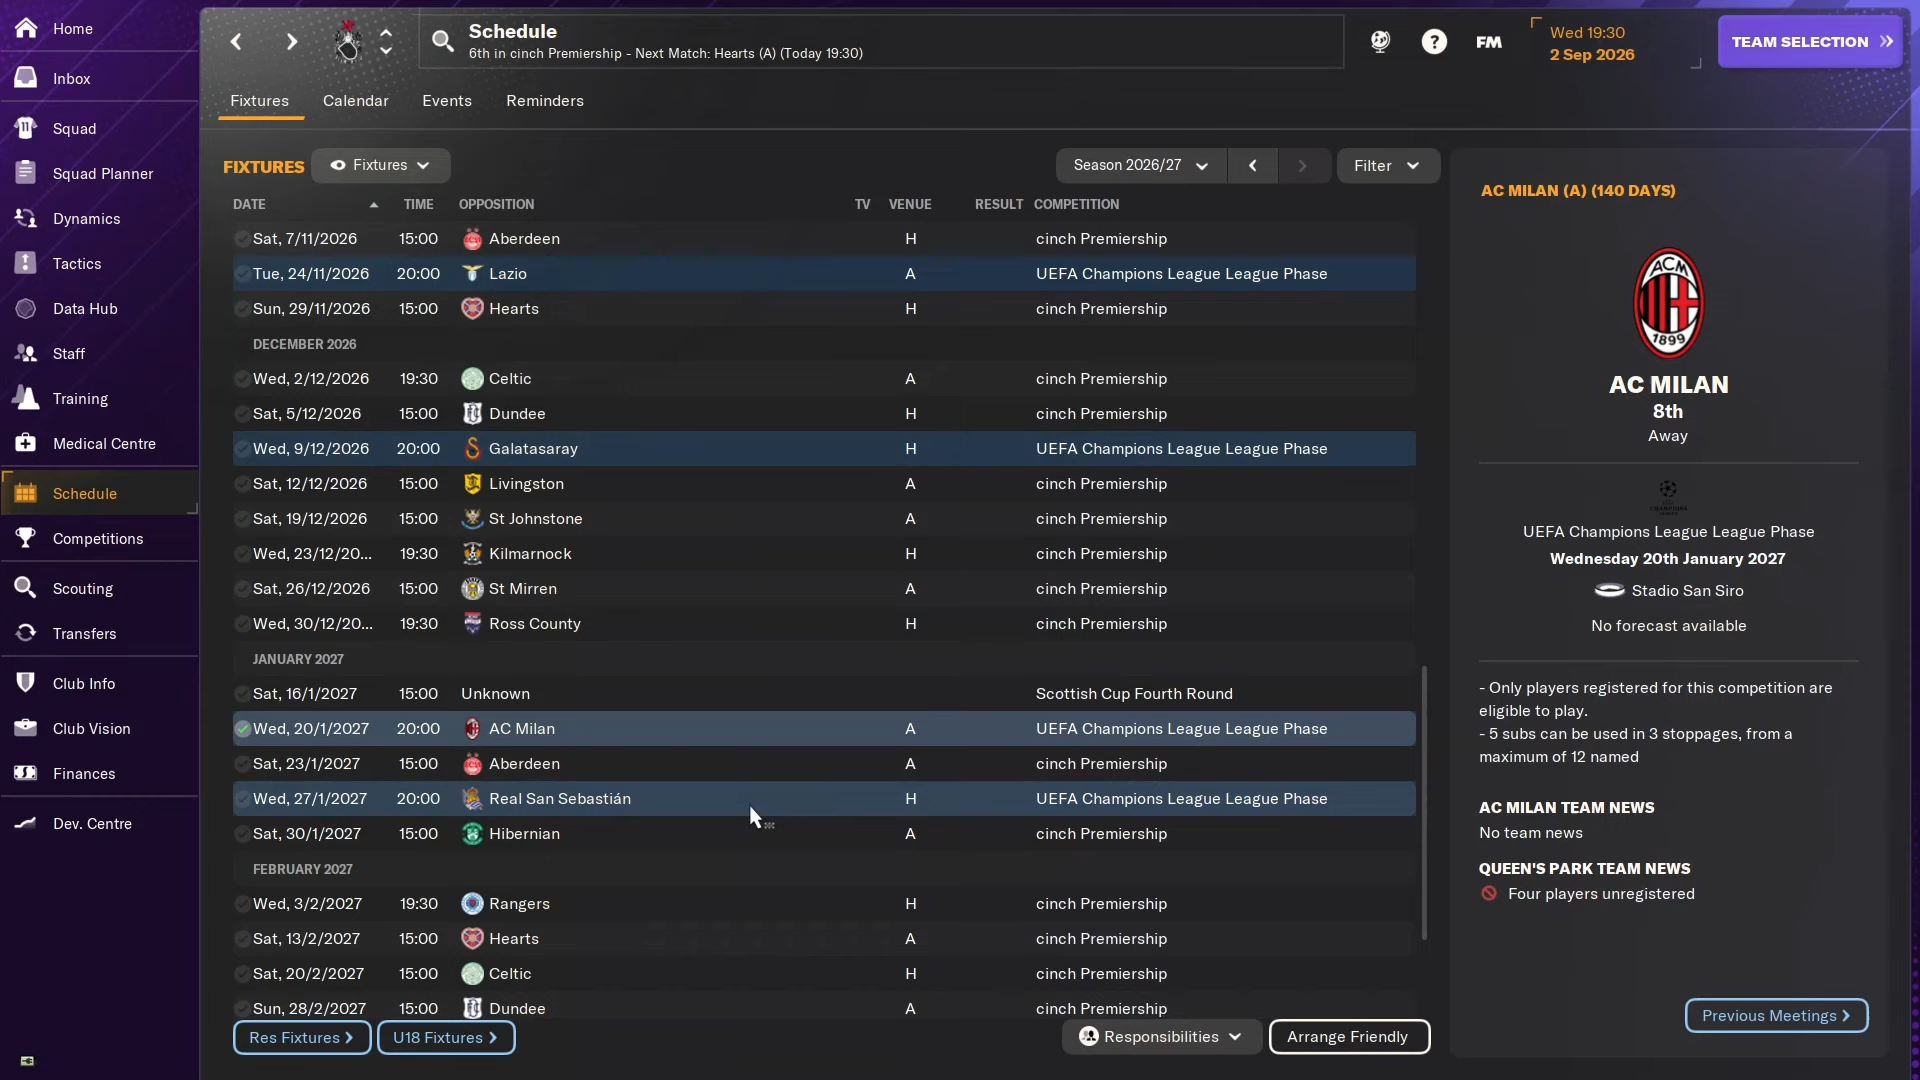 Home
Inbox
Squad
Squad Planner
Dynamics
Tactics
Data Hub
Staff
Training
Medical Centre
Schedule
Competitions
Scouting
Transfers
Club Info
Club Vision
Finances
Dev. Centre
Schedule
6th in cinch Premiership - Next Match: Hearts (A) (Today 19:30)
?
FM
Wed 19:30
2 Sep 2026
TEAM SELECTION
Fixtures Calendar Events Reminders
FIXTURES Fixtures Season 2026/27 Filter
DATE TIME OPPOSITION TV VENUE RESULT COMPETITION
Sat, 7/11/2026 15:00 Aberdeen H cinch Premiership
Tue, 24/11/2026 20:00 Lazio A UEFA Champions League League Phase
Sun, 29/11/2026 15:00 Hearts H cinch Premiership
DECEMBER 2026
Wed, 2/12/2026 19:30 Celtic A cinch Premiership
Sat, 5/12/2026 15:00 Dundee H cinch Premiership
Wed, 9/12/2026 20:00 Galatasaray H UEFA Champions League League Phase
Sat, 12/12/2026 15:00 Livingston A cinch Premiership
Sat, 19/12/2026 15:00 St Johnstone A cinch Premiership
Wed, 23/12/20... 19:30 Kilmarnock H cinch Premiership
Sat, 26/12/2026 15:00 St Mirren A cinch Premiership
Wed, 30/12/20... 19:30 Ross County H cinch Premiership
JANUARY 2027
Sat, 16/1/2027 15:00 Unknown Scottish Cup Fourth Round
Wed, 20/1/2027 20:00 AC Milan A UEFA Champions League League Phase
Sat, 23/1/2027 15:00 Aberdeen A cinch Premiership
Wed, 27/1/2027 20:00 Real San Sebastián H UEFA Champions League League Phase
Sat, 30/1/2027 15:00 Hibernian A cinch Premiership
FEBRUARY 2027
Wed, 3/2/2027 19:30 Rangers H cinch Premiership
Sat, 13/2/2027 15:00 Hearts A cinch Premiership
Sat, 20/2/2027 15:00 Celtic H cinch Premiership
Sun, 28/2/2027 15:00 Dundee A cinch Premiership
Res Fixtures U18 Fixtures Responsibilities Arrange Friendly
AC MILAN (A) (140 DAYS)
ACM
1899
AC MILAN
8th
Away
UEFA Champions League League Phase
Wednesday 20th January 2027
Stadio San Siro
No forecast available
- Only players registered for this competition are
eligible to play.
- 5 subs can be used in 3 stoppages, from a
maximum of 12 named
AC MILAN TEAM NEWS
No team news
QUEEN'S PARK TEAM NEWS
Four players unregistered
Previous Meetings